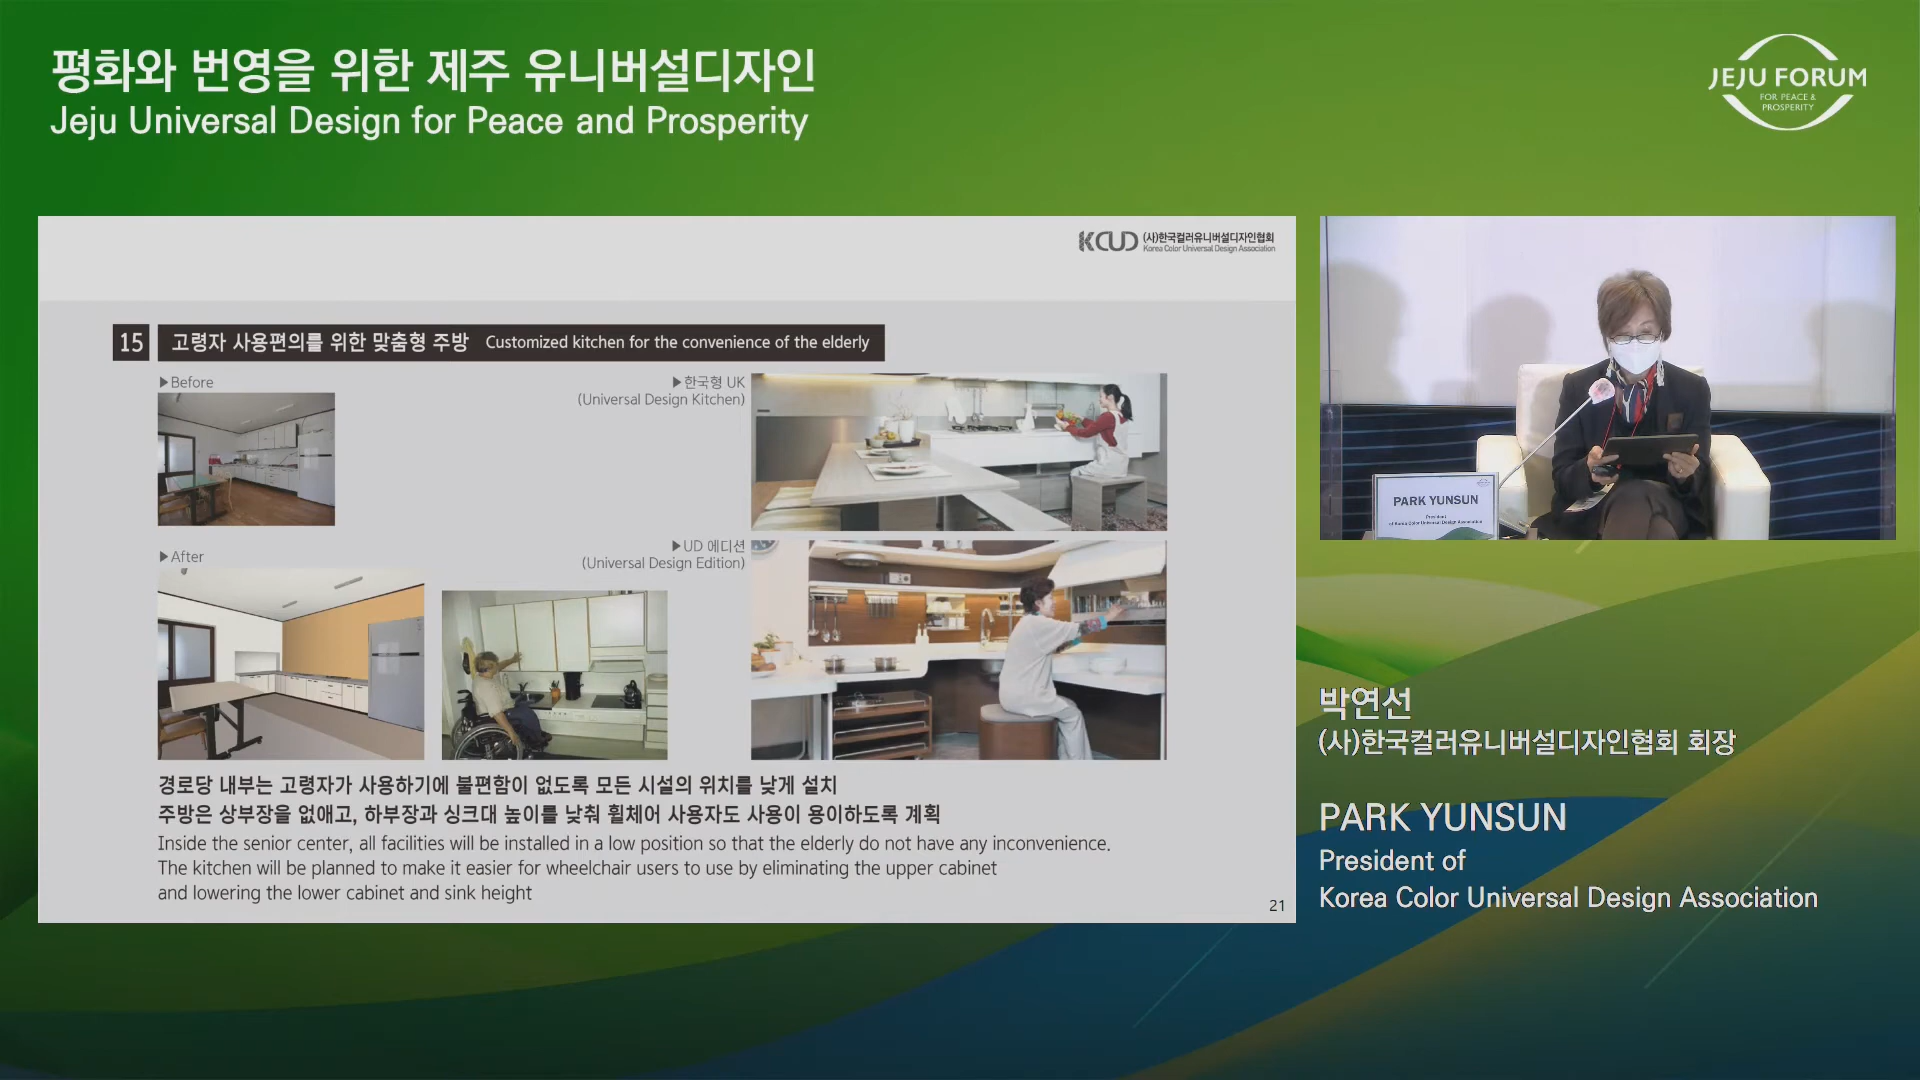 평화와 번영을 위한 제주 유니버설디자인
Jeju Universal Design for Peace and Prosperity
JEJU FORUM
FOR PEACE &
PROSPERITY
KCUD (사)한국컬러유니버설디자인협회
Korea Color Universal Design Association
15 고령자 사용편의를 위한 맞춤형 주방 Customized kitchen for the convenience of the elderly
▶Before
▶한국형 UK
(Universal Design Kitchen)
▶After
▶UD 에디션
(Universal Design Edition)
경로당 내부는 고령자가 사용하기에 불편함이 없도록 모든 시설의 위치를 낮게 설치
주방은 상부장을 없애고, 하부장과 싱크대 높이를 낮춰 휠체어 사용자도 사용이 용이하도록 계획
Inside the senior center, all facilities will be installed in a low position so that the elderly do not have any inconvenience.
The kitchen will be planned to make it easier for wheelchair users to use by eliminating the upper cabinet
and lowering the lower cabinet and sink height
21
PARK YUNSUN
President
of Korea Color Universal Design Association
박연선
(사)한국컬러유니버설디자인협회 회장
PARK YUNSUN
President of
Korea Color Universal Design Association